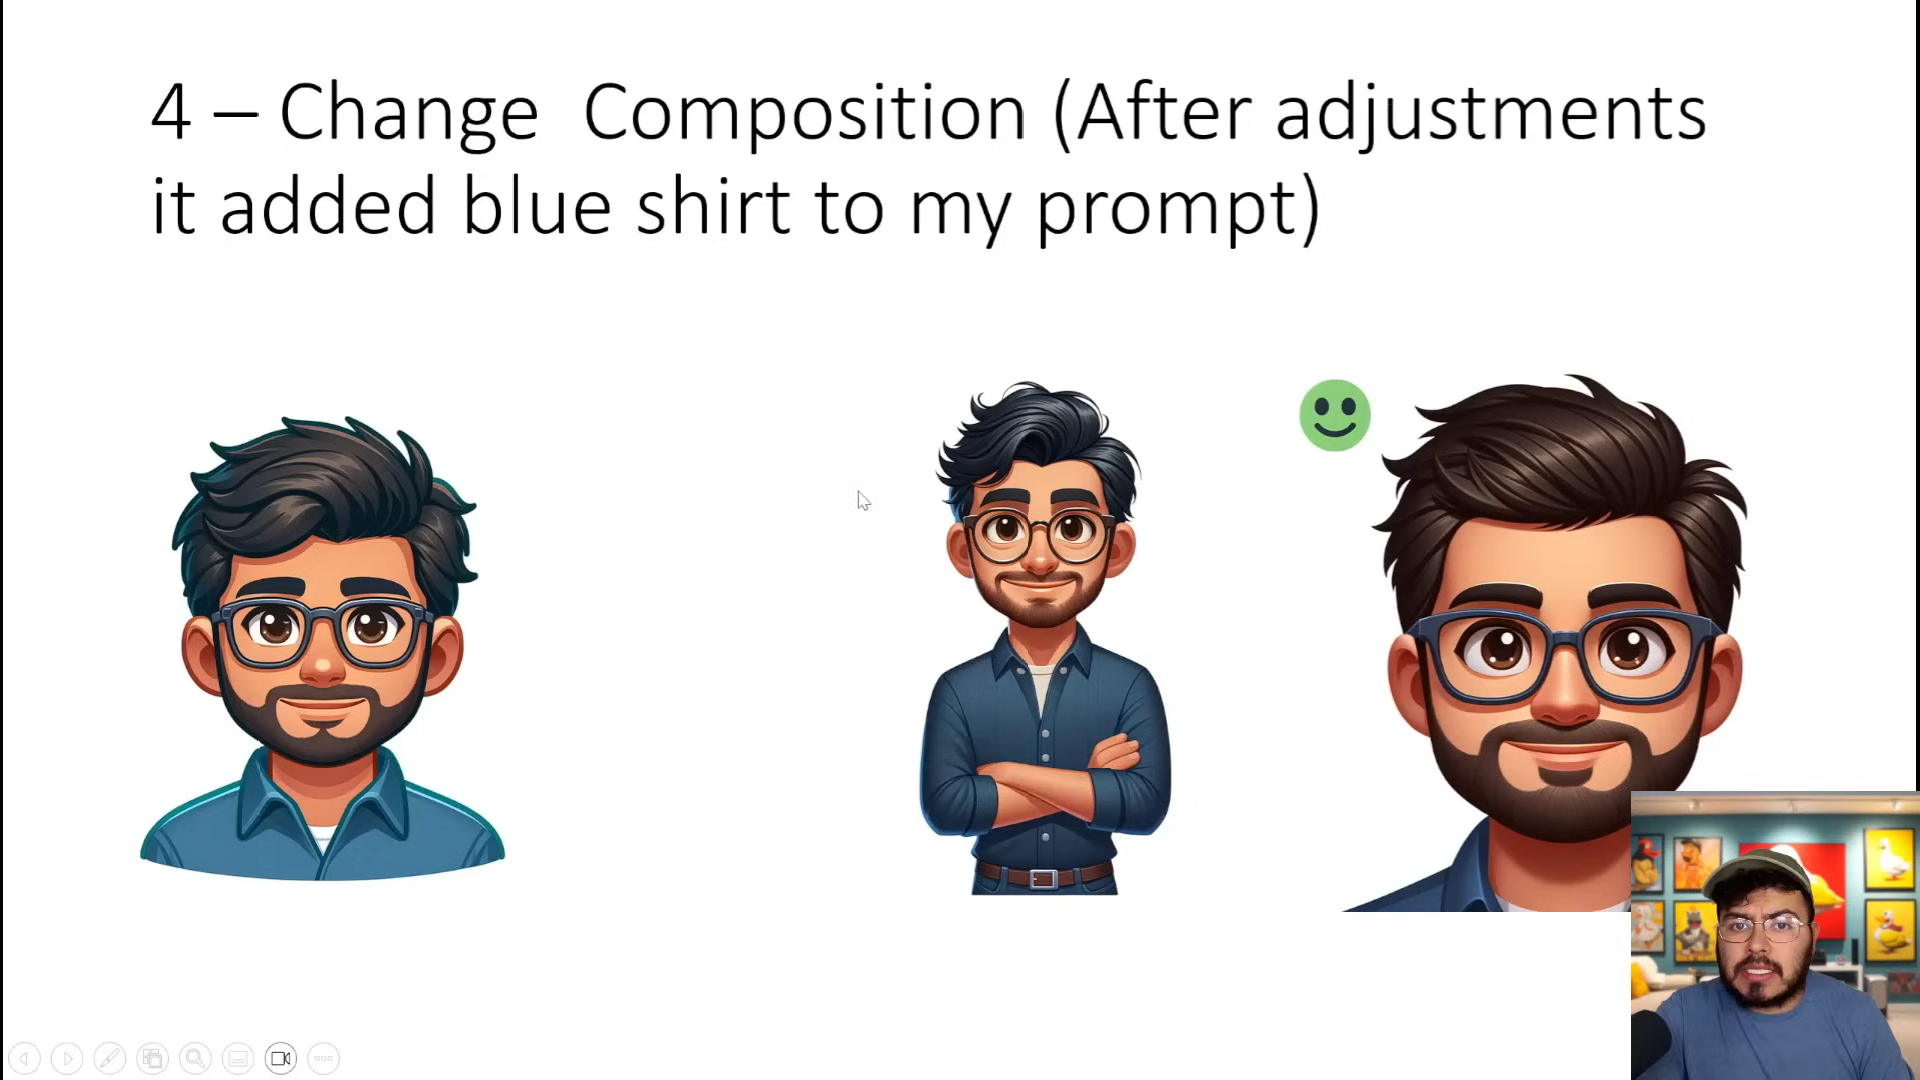 4 – Change  Composition (After adjustments
it added blue shirt to my prompt)